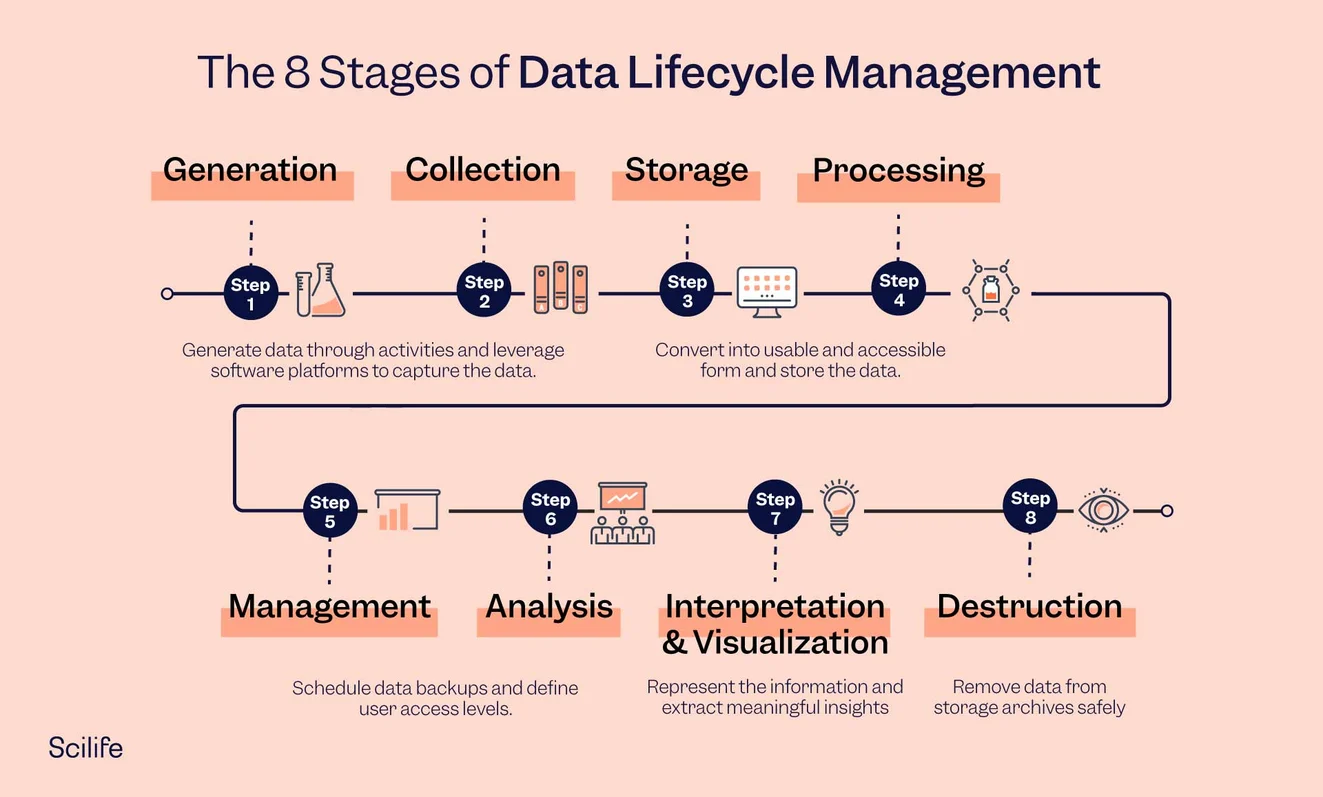 The 8 Stages of Data Lifecycle Management
Generation
Collection
Storage
Processing
Step
1
Step
2
A B C
Step
3
Step
4
Generate data through activities and leverage
software platforms to capture the data.
Convert into usable and accessible
form and store the data.
Step
5
Step
6
Step
7
Step
8
Management
Analysis
Interpretation
& Visualization
Destruction
Schedule data backups and define
user access levels.
Represent the information and
extract meaningful insights
Remove data from
storage archives safely
Scilife